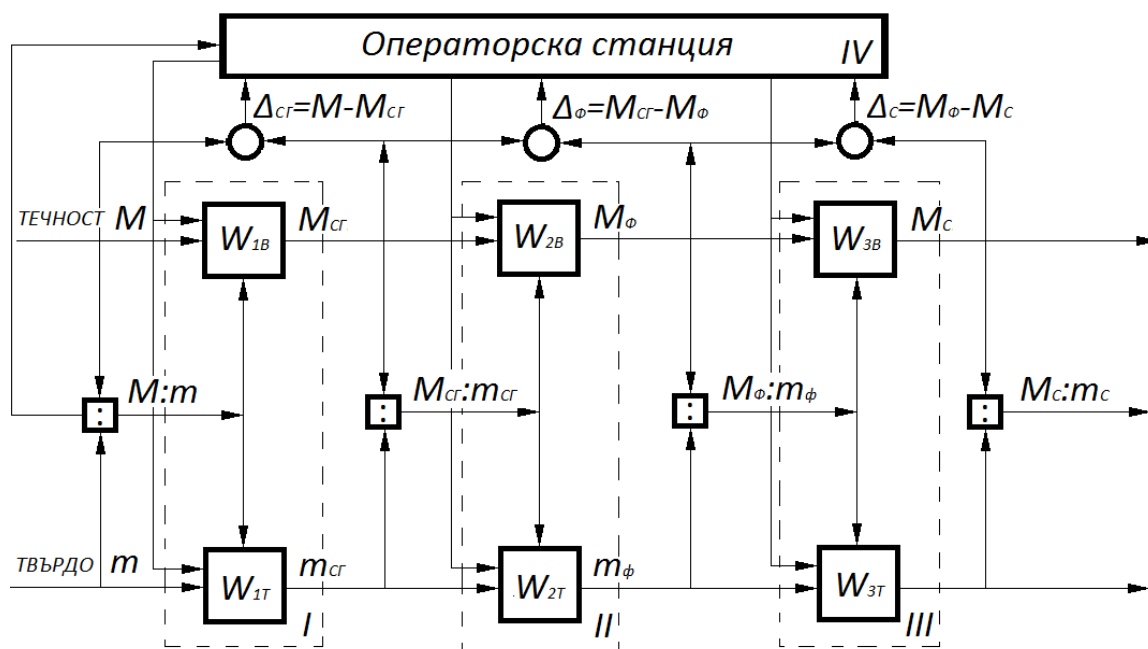 Операторска станция
IV
Δсг=M-Mсг
Δф=Mсг-Mф
Δс=Mф-Mс
ТЕЧНОСТ M
W1В
Mсг
W2В
Mф
W3В
Mс
:
M:m
:
Mсг:mсг
:
Mф:mф
:
Mс:mс
ТВЪРДО m
W1Т
mсг
W2Т
mф
W3Т
I
II
III